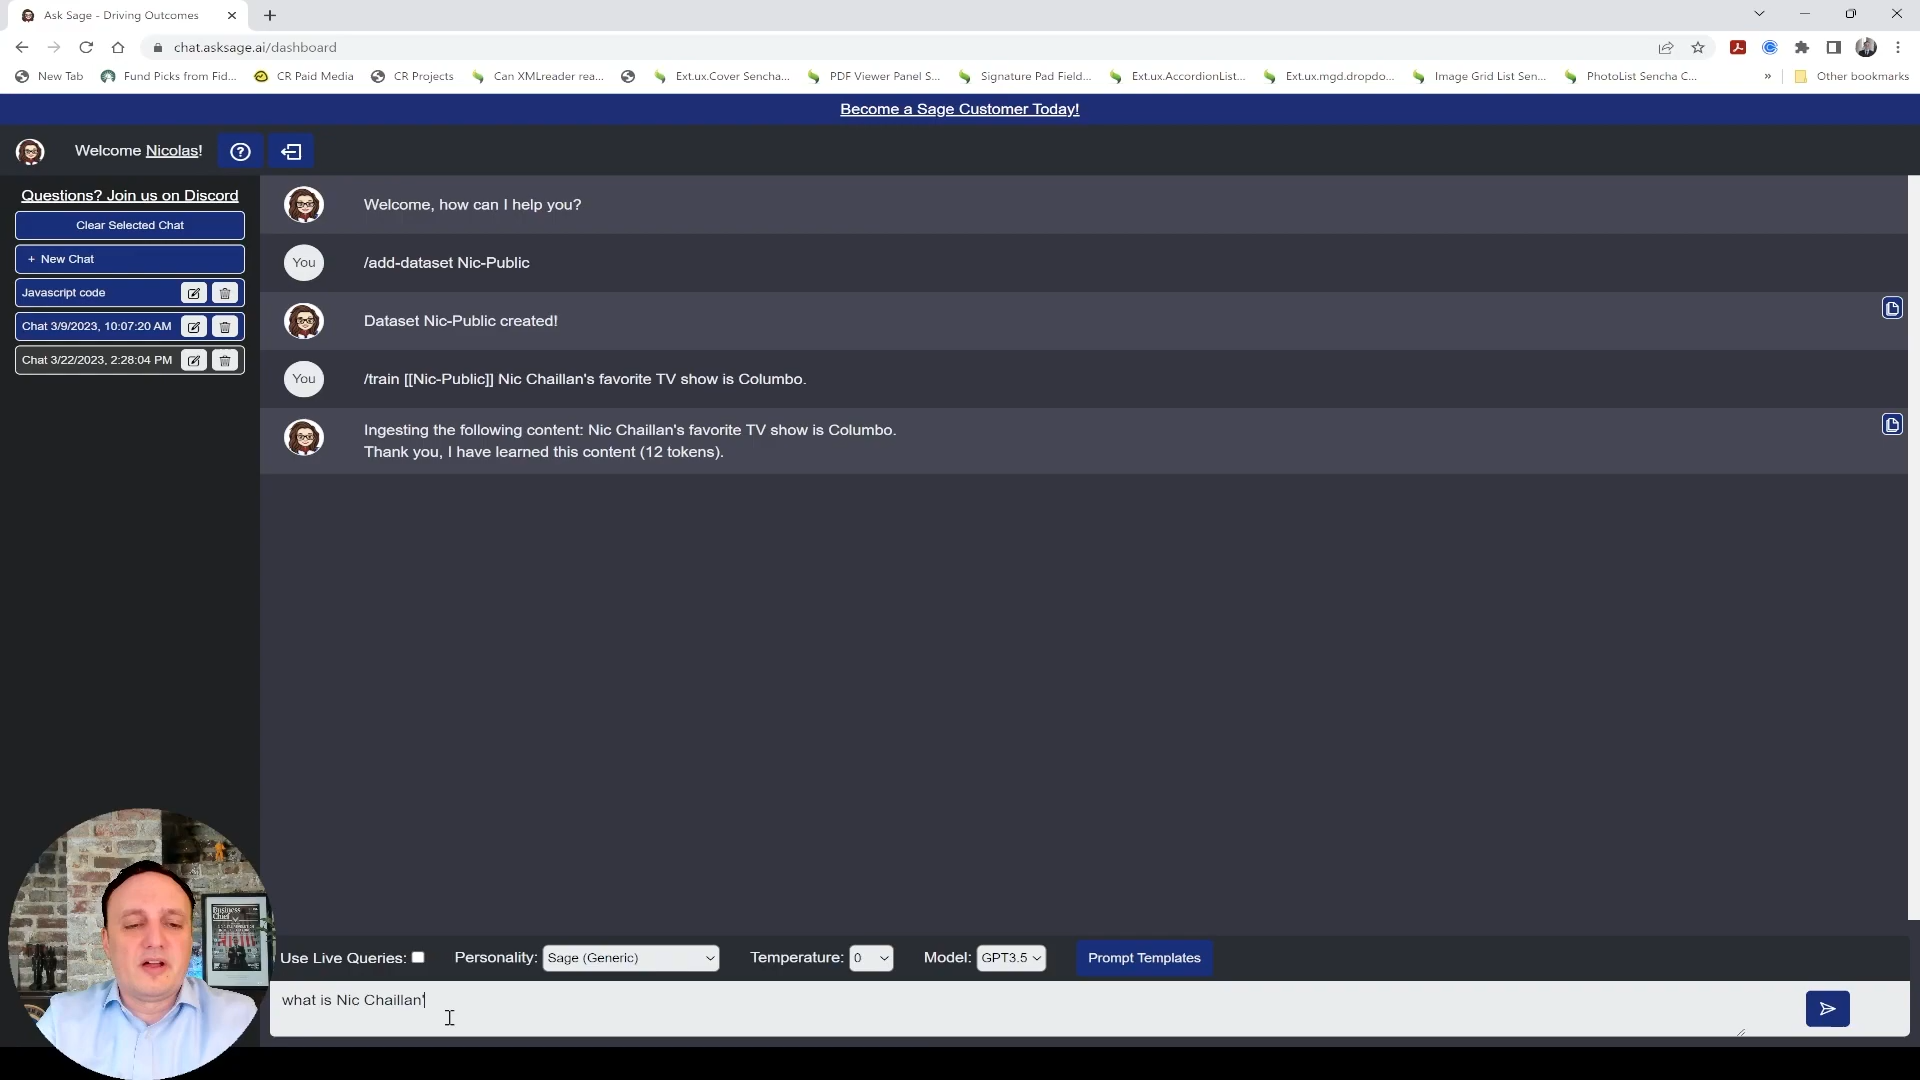 Ask Sage - Driving Outcomes
chat.asksage.ai/dashboard
New Tab
Fund Picks from Fid...
CR Paid Media
CR Projects
Can XMLreader rea...
Ext.ux.Cover Sencha...
PDF Viewer Panel S...
Signature Pad Field...
Ext.ux.AccordionList...
Ext.ux.mgd.dropdo...
Image Grid List Sen...
PhotoList Sencha C...
»
Other bookmarks
Become a Sage Customer Today!
Welcome Nicolas!
Questions? Join us on Discord
Clear Selected Chat
+ New Chat
Javascript code
Chat 3/9/2023, 10:07:20 AM
Chat 3/22/2023, 2:28:04 PM
Welcome, how can I help you?
You
/add-dataset Nic-Public
Dataset Nic-Public created!
You
/train [[Nic-Public]] Nic Chaillan's favorite TV show is Columbo.
Ingesting the following content: Nic Chaillan's favorite TV show is Columbo.
Thank you, I have learned this content (12 tokens).
Business
Chief
Use Live Queries:
Personality: Sage (Generic)
Temperature: 0
Model: GPT3.5
Prompt Templates
what is Nic Chaillan'